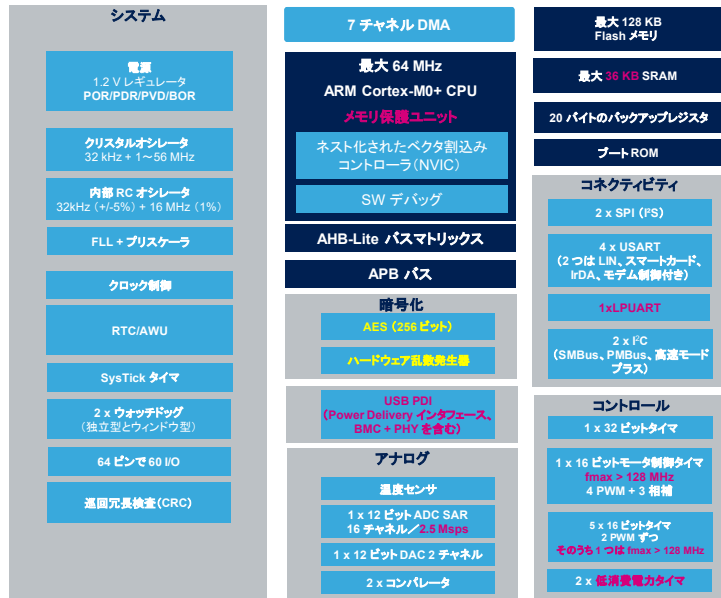 システム
電源
1.2 V レギュレータ
POR/PDR/PVD/BOR
クリスタルオシレータ
32 kHz + 1~56 MHz
内部 RC オシレータ
32kHz (+/-5%) + 16 MHz (1%)
FLL + プリスケーラ
クロック制御
RTC/AWU
SysTick タイマ
2 x ウォッチドッグ
(独立型とウィンドウ型)
64 ピンで 60 I/O
巡回冗長検査(CRC)
7 チャネル DMA
最大 64 MHz
ARM Cortex-M0+ CPU
メモリ保護ユニット
ネスト化されたベクタ割込み
コントローラ(NVIC)
SW デバッグ
AHB-Lite バスマトリックス
APB バス
暗号化
AES (256 ビット)
ハードウェア乱数発生器
USB PDI
(Power Delivery インタフェース、
BMC + PHY を含む)
アナログ
温度センサ
1 x 12 ビット ADC SAR
16 チャネル/2.5 Msps
1 x 12 ビット DAC 2 チャネル
2 x コンパレータ
最大 128 KB
Flash メモリ
最大 36 KB SRAM
20 バイトのバックアップレジスタ
ブート ROM
コネクティビティ
2 x SPI (I²S)
4 x USART
(2 つは LIN、スマートカード、
IrDA、モデム制御付き)
1xLPUART
2 x I²C
(SMBus、PMBus、高速モード
プラス)
コントロール
1 x 32 ビットタイマ
1 x 16 ビットモータ制御タイマ
fmax > 128 MHz
4 PWM + 3 相補
5 x 16 ビットタイマ
2 PWM ずつ
そのうち 1 つは fmax > 128 MHz
2 x 低消費電力タイマ